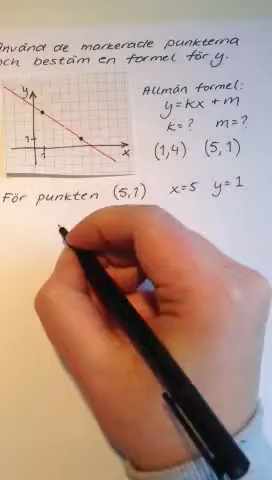 Använd de markerade punkterna
och bestäm en formel för y.
Allmän formel:
y = kx + m
k = ? m = ?
(1,4) (5,1)
y
1
1
x
För punkten (5,1) x=5 y=1